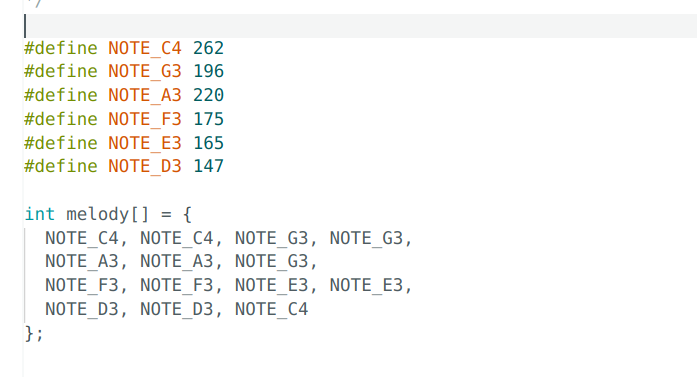 */
#define NOTE_C4 262
#define NOTE_G3 196
#define NOTE_A3 220
#define NOTE_F3 175
#define NOTE_E3 165
#define NOTE_D3 147
int melody[] = {
  NOTE_C4, NOTE_C4, NOTE_G3, NOTE_G3,
  NOTE_A3, NOTE_A3, NOTE_G3,
  NOTE_F3, NOTE_F3, NOTE_E3, NOTE_E3,
  NOTE_D3, NOTE_D3, NOTE_C4
};